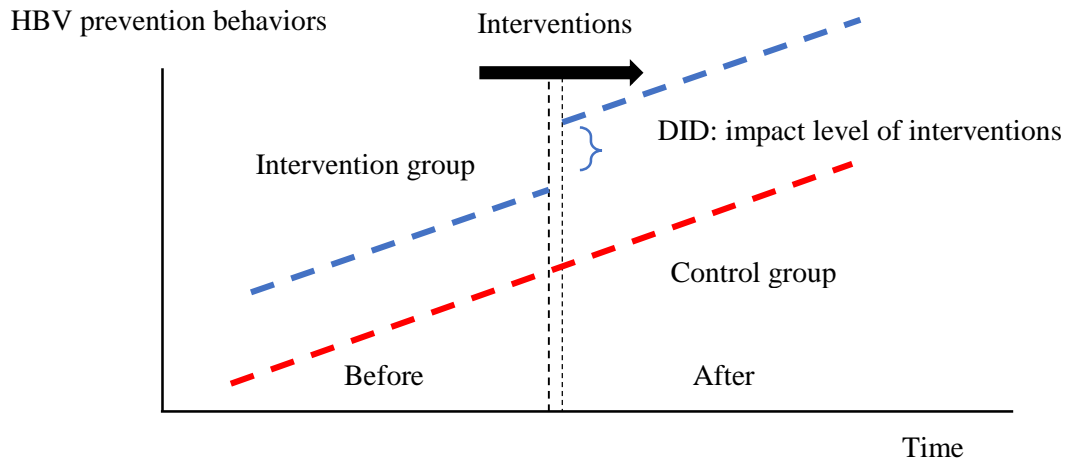 HBV prevention behaviors
Interventions
DID: impact level of interventions
Intervention group
Control group
Before
After
Time